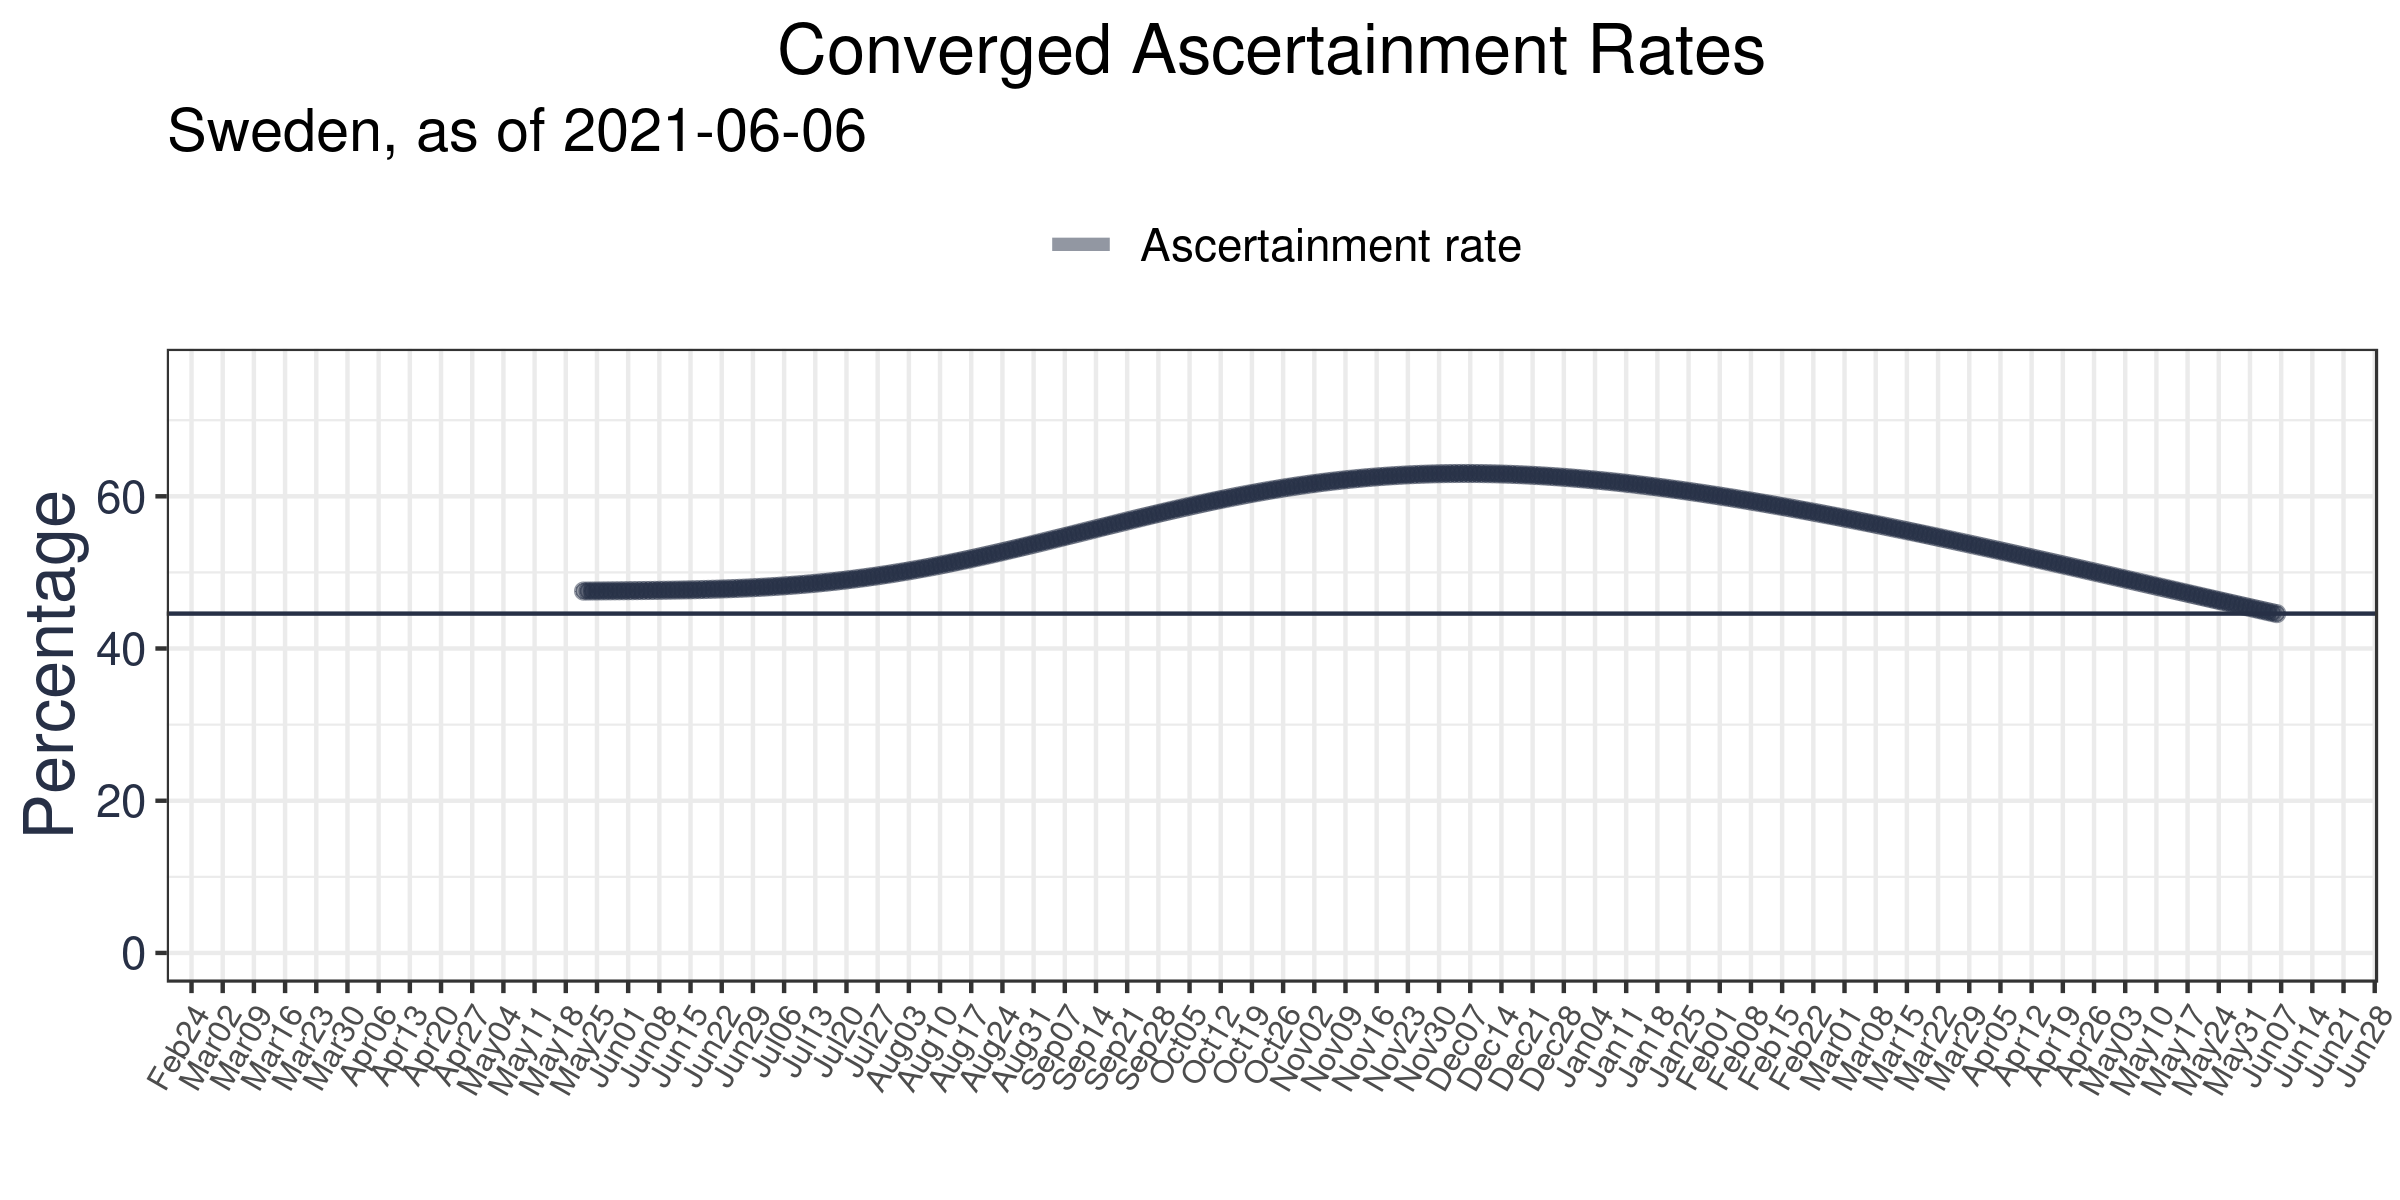 Converged Ascertainment Rates
Sweden, as of 2021-06-06
Ascertainment rate
Percentage
60
40
20
0
Feb24
Mar02
Mar09
Mar16
Mar23
Mar30
Apr06
Apr13
Apr20
Apr27
May04
May11
May18
May25
Jun01
Jun08
Jun15
Jun22
Jun29
Jul06
Jul13
Jul20
Jul27
Aug03
Aug10
Aug17
Aug24
Aug31
Sep07
Sep14
Sep21
Sep28
Oct05
Oct12
Oct19
Oct26
Nov02
Nov09
Nov16
Nov23
Nov30
Dec07
Dec14
Dec21
Dec28
Jan04
Jan11
Jan18
Jan25
Feb01
Feb08
Feb15
Feb22
Mar01
Mar08
Mar15
Mar22
Mar29
Apr05
Apr12
Apr19
Apr26
May03
May10
May17
May24
May31
May07
Jun14
Jun21
Jun28